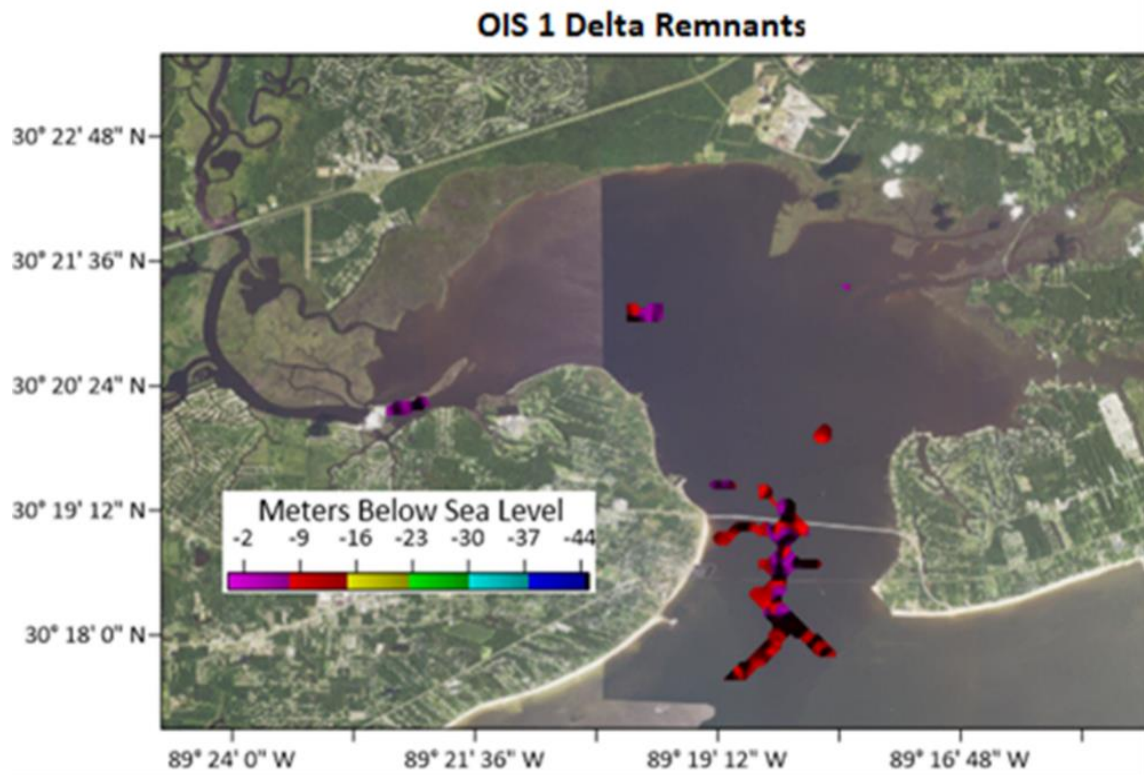 OIS 1 Delta Remnants
30° 22' 48" N
30° 21' 36" N
30° 20' 24" N
30° 19' 12" N
30° 18' 0" N
Meters Below Sea Level
-2 -9 -16 -23 -30 -37 -44
89° 24' 0" W 89° 21' 36" W 89° 19' 12" W 89° 16' 48" W